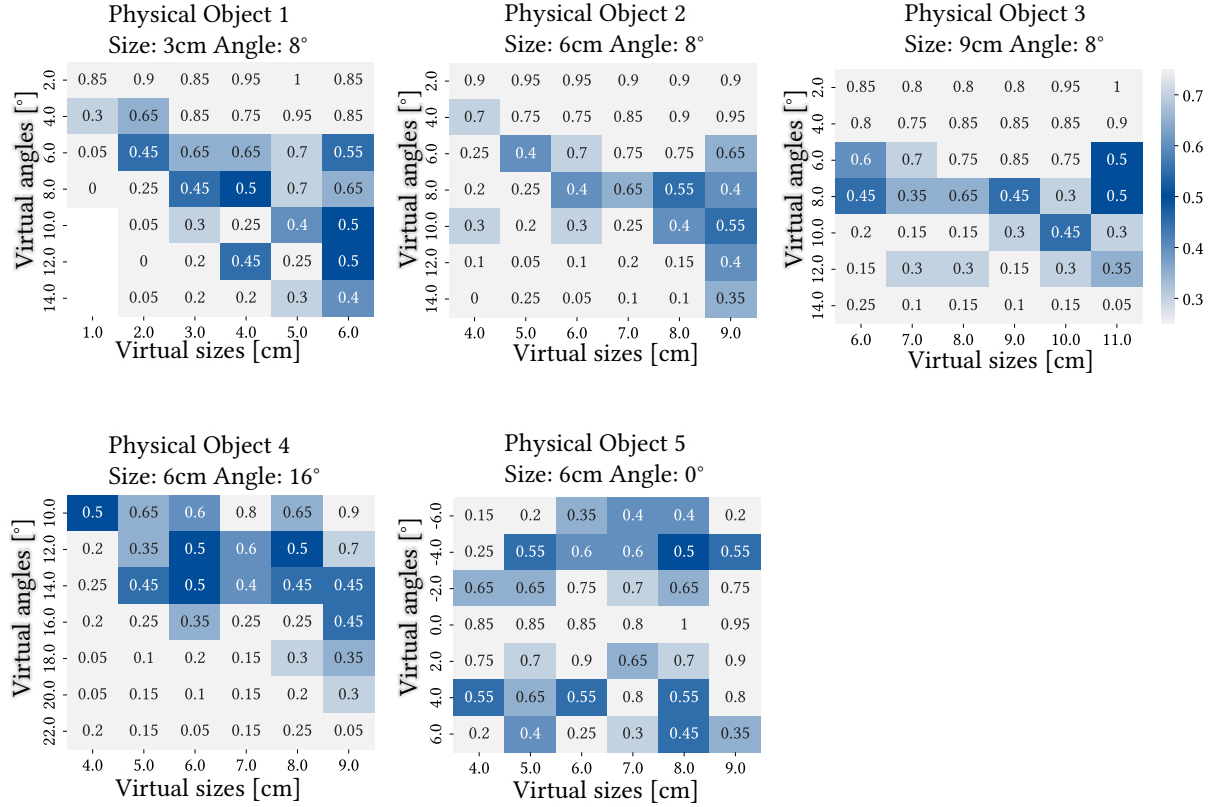 Physical Object 1
Size: 3cm Angle: 8°
Virtual angles [°]
2.0 0.85 0.9 0.85 0.95 1 0.85
4.0 0.3 0.65 0.85 0.75 0.95 0.85
6.0 0.05 0.45 0.65 0.65 0.7 0.55
8.0 0 0.25 0.45 0.5 0.7 0.65
10.0 0.05 0.3 0.25 0.4 0.5
12.0 0 0.2 0.45 0.25 0.5
14.0 0.05 0.2 0.2 0.3 0.4
1.0 2.0 3.0 4.0 5.0 6.0
Virtual sizes [cm]
Physical Object 2
Size: 6cm Angle: 8°
Virtual angles [°]
2.0 0.9 0.95 0.95 0.9 0.9 0.9
4.0 0.7 0.75 0.85 0.85 0.9 0.95
6.0 0.25 0.4 0.7 0.75 0.75 0.65
8.0 0.2 0.25 0.4 0.65 0.55 0.4
10.0 0.3 0.2 0.3 0.25 0.4 0.55
12.0 0.1 0.05 0.1 0.2 0.15 0.4
14.0 0 0.25 0.05 0.1 0.1 0.35
4.0 5.0 6.0 7.0 8.0 9.0
Virtual sizes [cm]
Physical Object 3
Size: 9cm Angle: 8°
Virtual angles [°]
2.0 0.85 0.8 0.8 0.8 0.95 1
4.0 0.8 0.75 0.85 0.85 0.85 0.9
6.0 0.6 0.7 0.75 0.85 0.75 0.5
8.0 0.45 0.35 0.65 0.45 0.3 0.5
10.0 0.2 0.15 0.15 0.3 0.45 0.3
12.0 0.15 0.3 0.3 0.15 0.3 0.35
14.0 0.25 0.1 0.15 0.1 0.15 0.05
6.0 7.0 8.0 9.0 10.0 11.0
Virtual sizes [cm]
0.7
0.6
0.5
0.4
0.3
Physical Object 4
Size: 6cm Angle: 16°
Virtual angles [°]
10.0 0.5 0.65 0.6 0.8 0.65 0.9
12.0 0.2 0.35 0.5 0.6 0.5 0.7
14.0 0.25 0.45 0.5 0.4 0.45 0.45
16.0 0.2 0.25 0.35 0.25 0.25 0.45
18.0 0.05 0.1 0.2 0.15 0.3 0.35
20.0 0.05 0.15 0.1 0.15 0.2 0.3
22.0 0.2 0.15 0.05 0.15 0.25 0.05
4.0 5.0 6.0 7.0 8.0 9.0
Virtual sizes [cm]
Physical Object 5
Size: 6cm Angle: 0°
Virtual angles [°]
-6.0 0.15 0.2 0.35 0.4 0.4 0.2
-4.0 0.25 0.55 0.6 0.6 0.5 0.55
-2.0 0.65 0.65 0.75 0.7 0.65 0.75
0.0 0.85 0.85 0.85 0.8 1 0.95
2.0 0.75 0.7 0.9 0.65 0.7 0.9
4.0 0.55 0.65 0.55 0.8 0.55 0.8
6.0 0.2 0.4 0.25 0.3 0.45 0.35
4.0 5.0 6.0 7.0 8.0 9.0
Virtual sizes [cm]